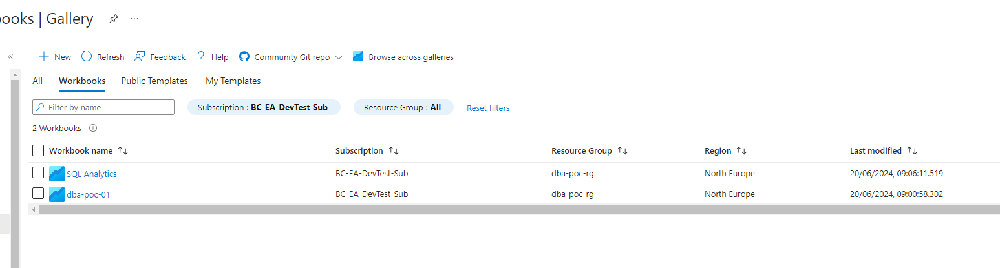 ooks | Gallery
« New Refresh Feedback Help Community Git repo Browse across galleries
All Workbooks Public Templates My Templates
Filter by name Subscription : BC-EA-DevTest-Sub Resource Group : All Reset filters
2 Workbooks
Workbook name Subscription Resource Group Region Last modified
SQL Analytics BC-EA-DevTest-Sub dba-poc-rg North Europe 20/06/2024, 09:06:11.519
dba-poc-01 BC-EA-DevTest-Sub dba-poc-rg North Europe 20/06/2024, 09:00:58.302